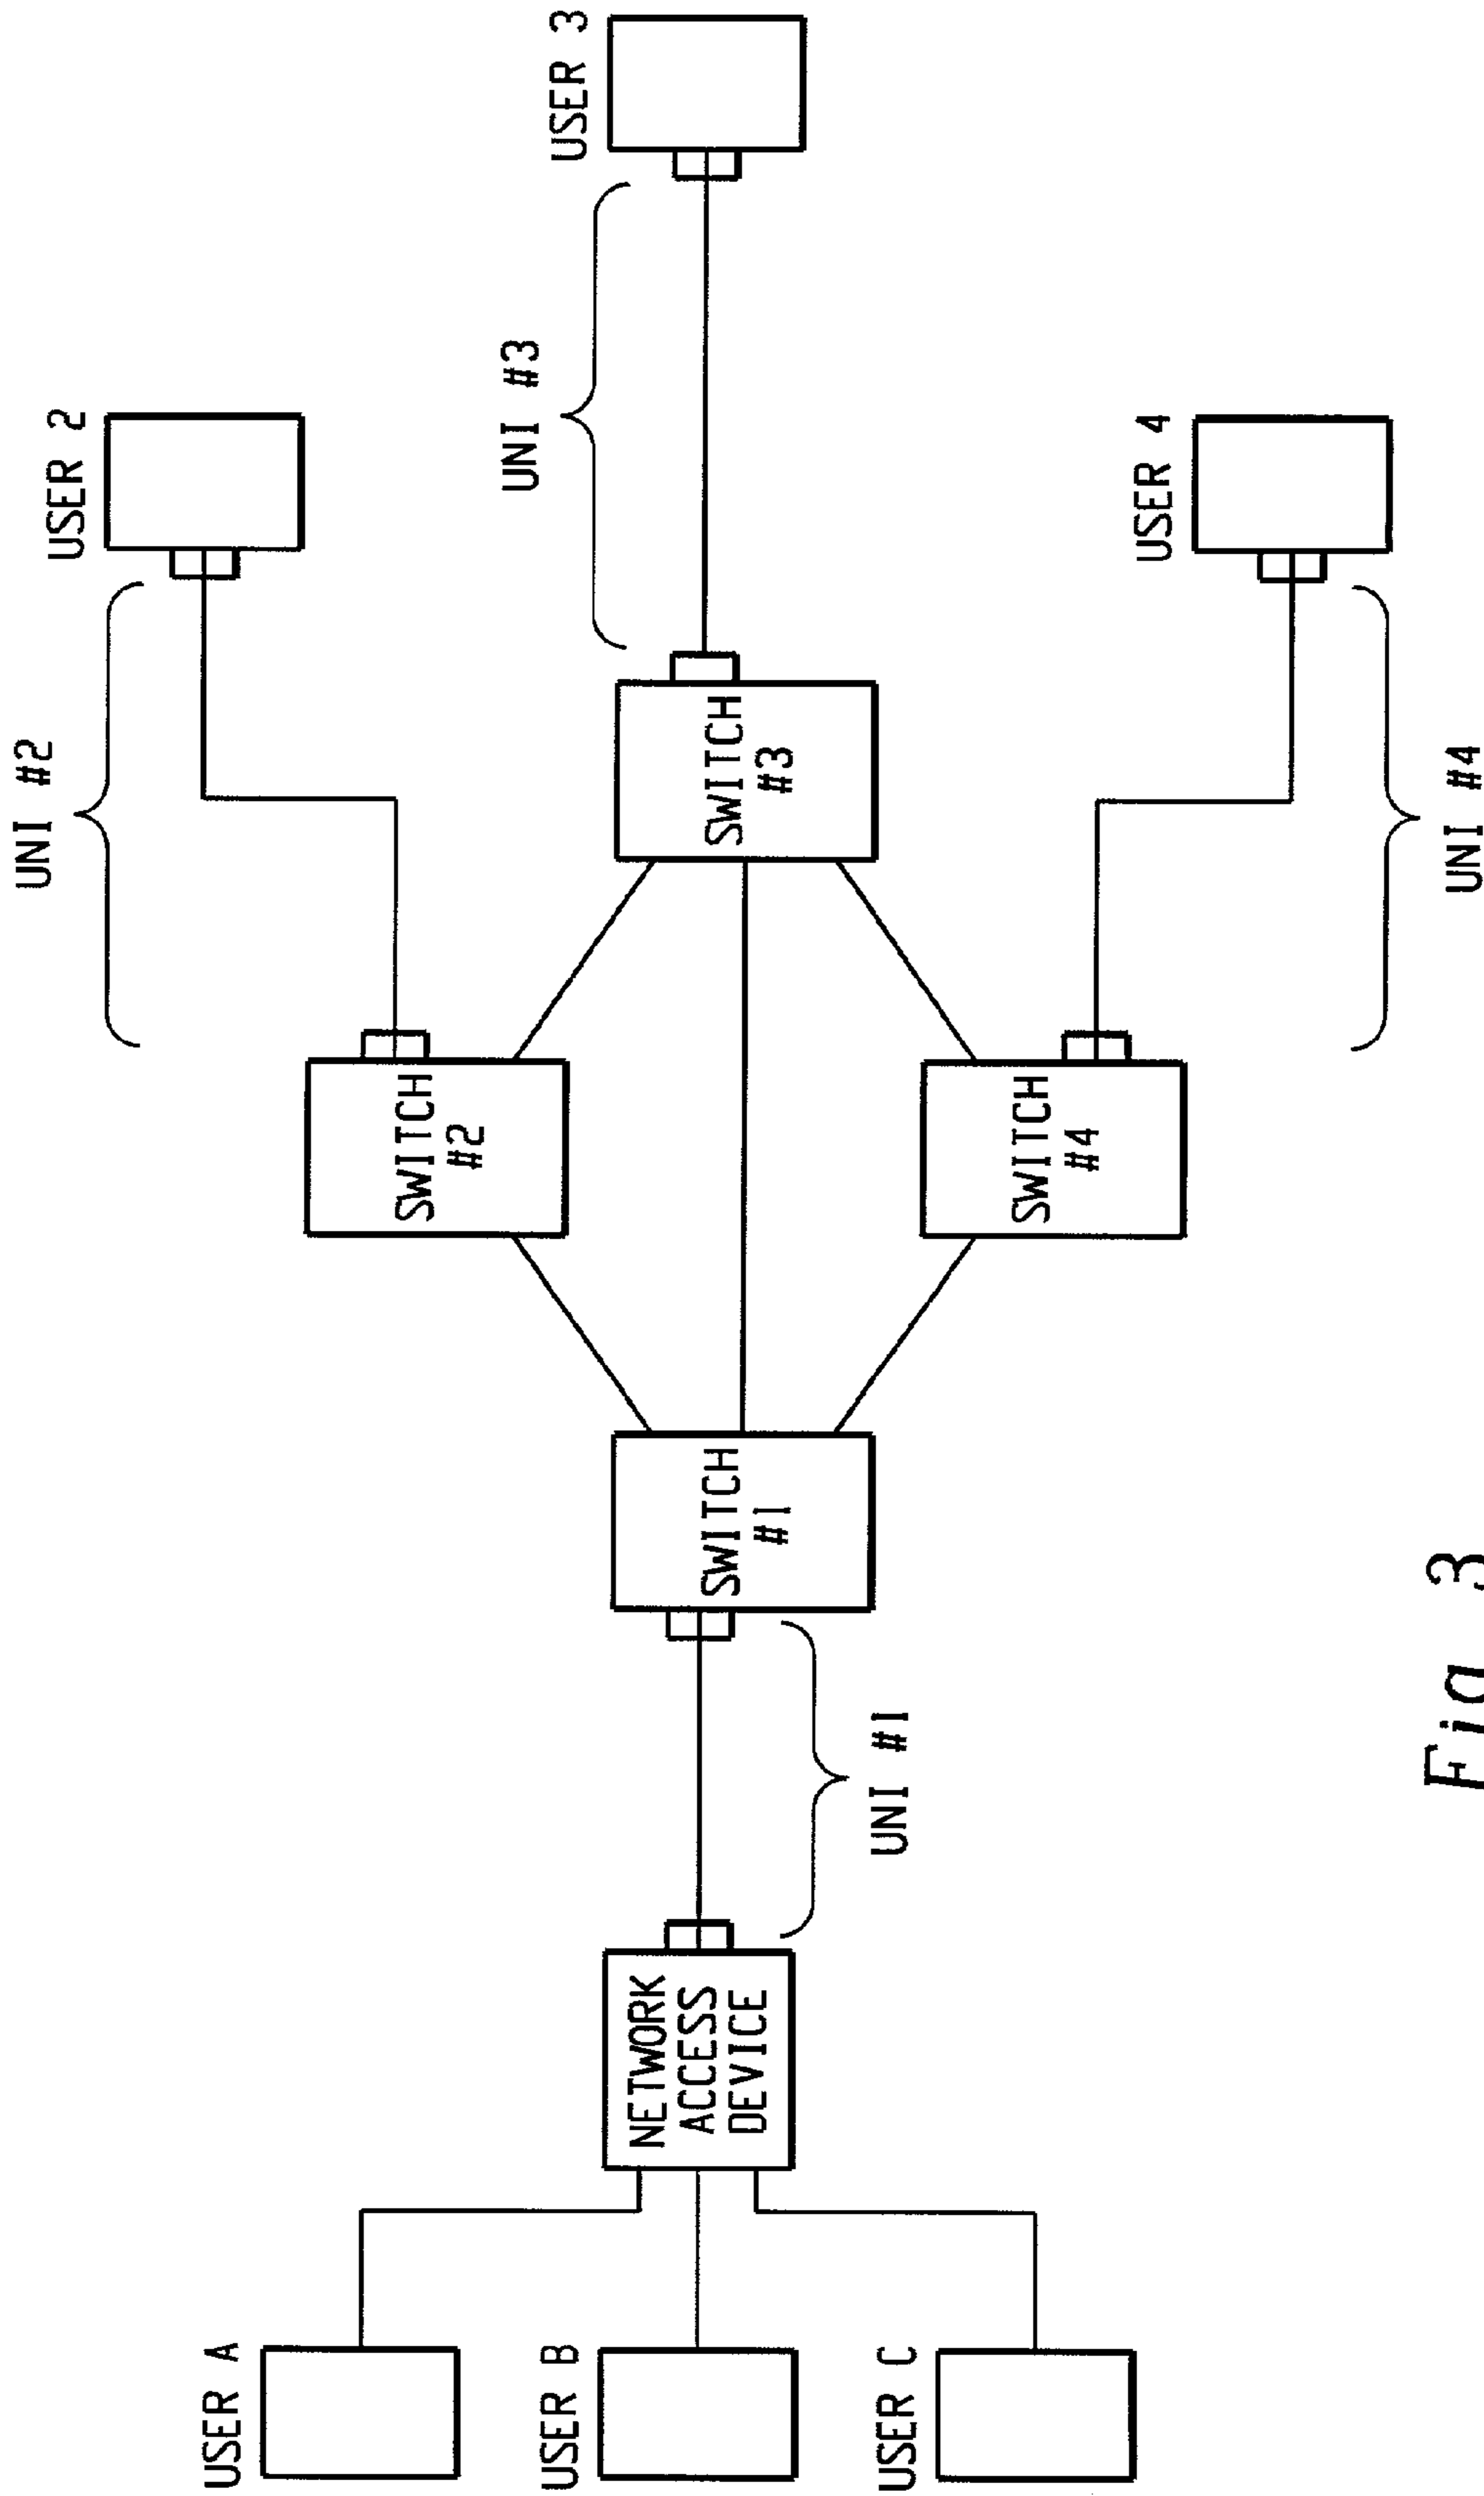 UNI #2
USER 2
USER 3
UNI #3
SWITCH
#2
SWITCH
#3
USER A
USER B
USER C
NETWORK
ACCESS
DEVICE
UNI #1
SWITCH
#1
SWITCH
#4
USER 4
UNI #4
Fig 3